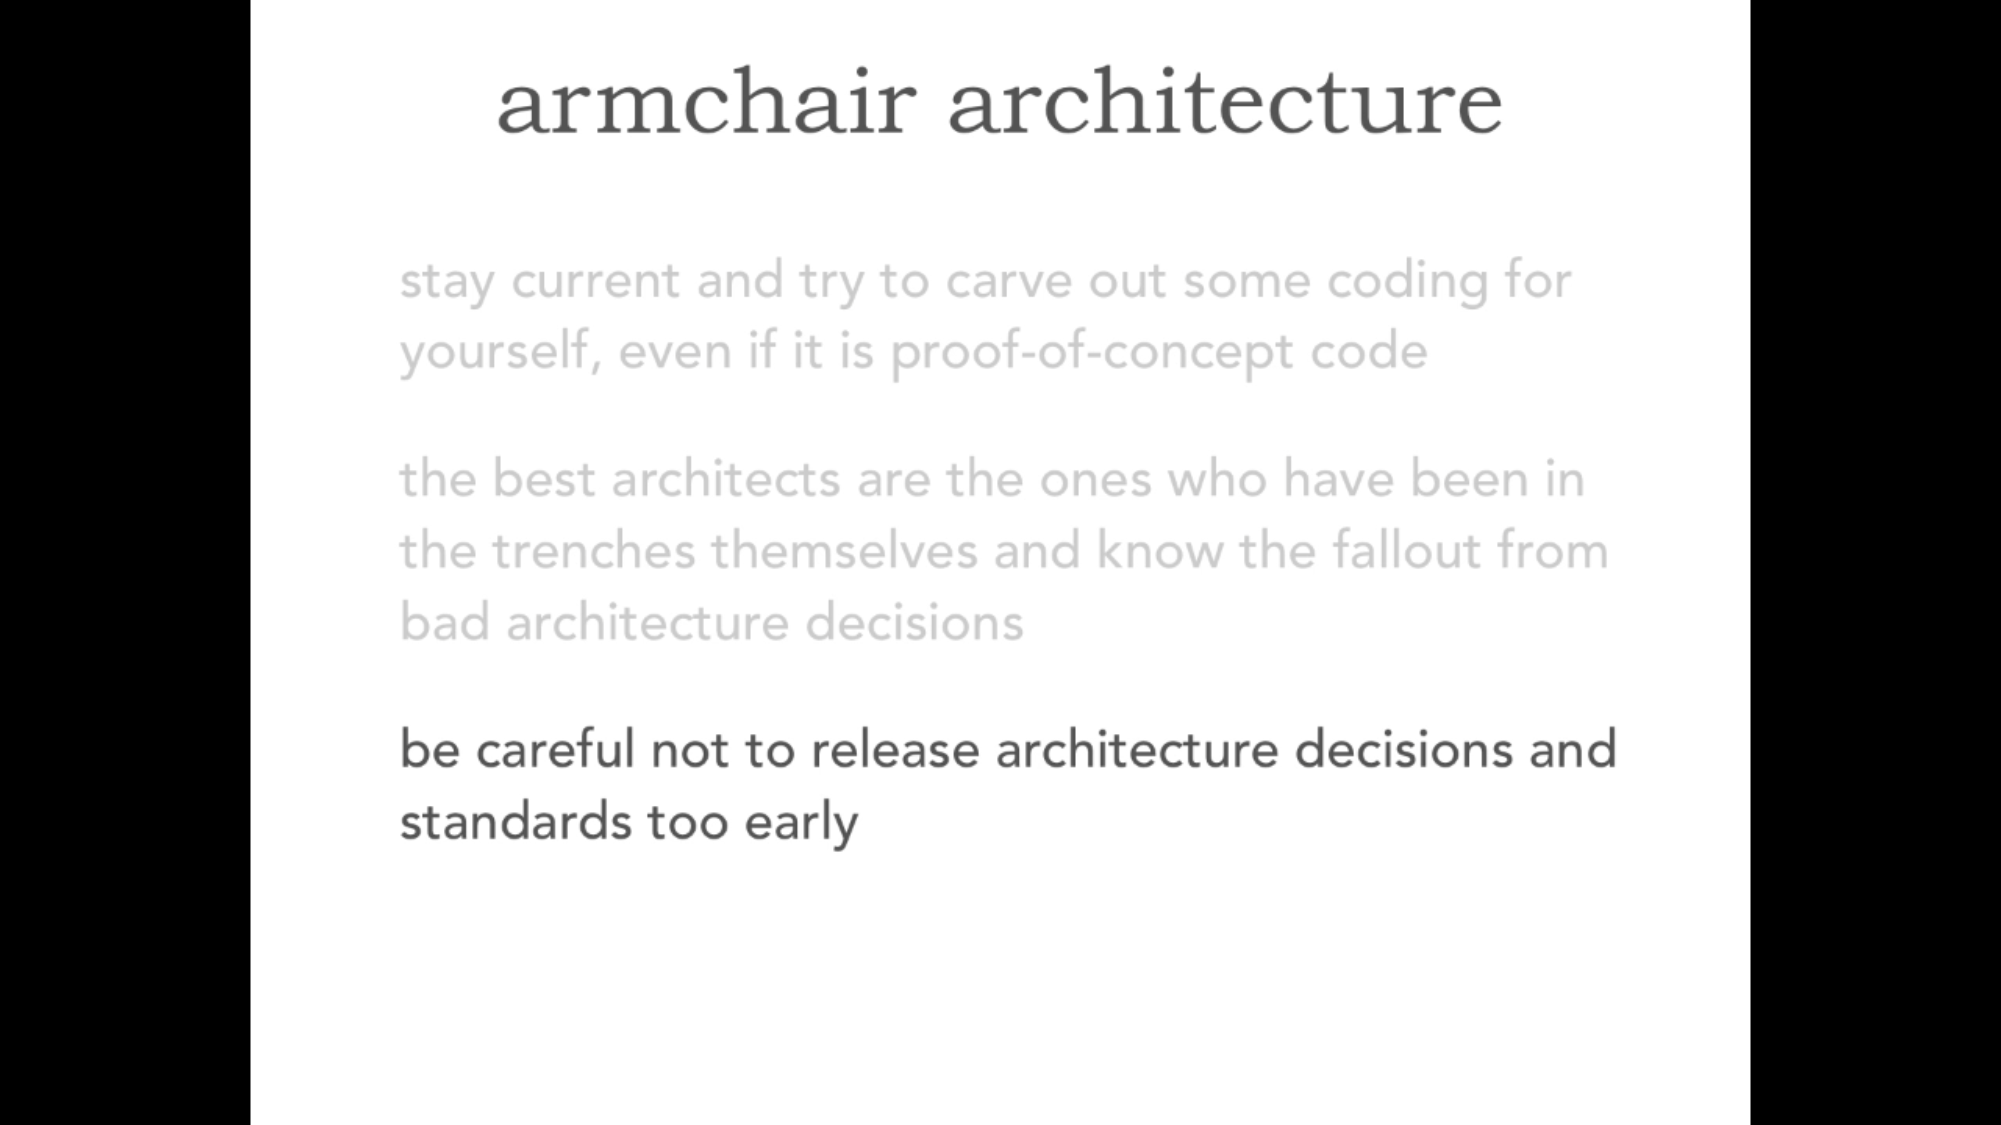 armchair architecture
stay current and try to carve out some coding for
yourself, even if it is proof-of-concept code
the best architects are the ones who have been in
the trenches themselves and know the fallout from
bad architecture decisions
be careful not to release architecture decisions and
standards too early